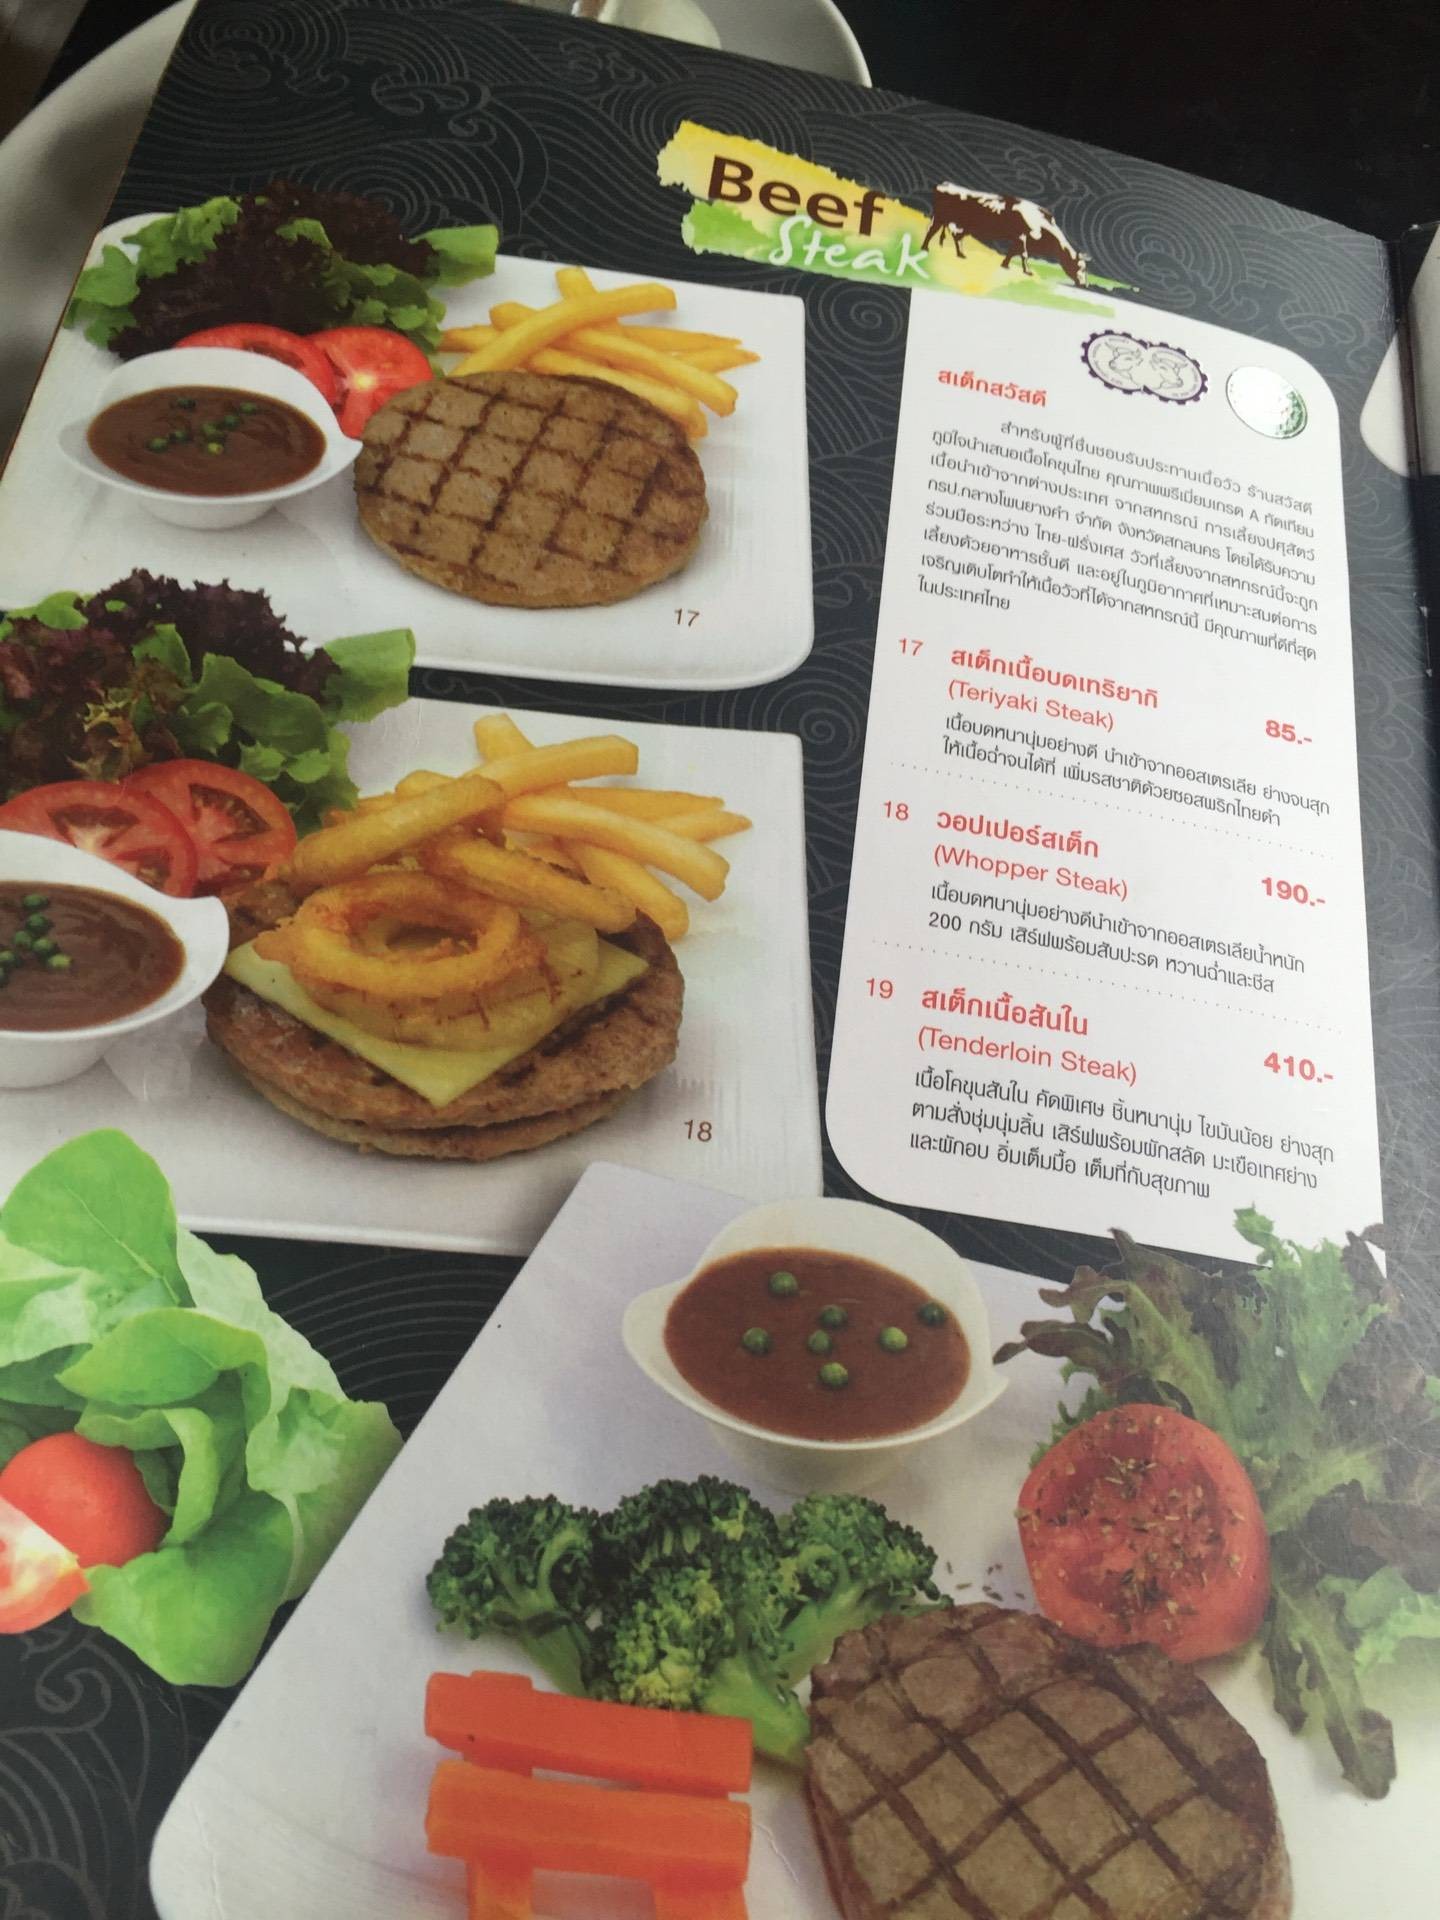 Beef
Steak
สเต็กสวัสดี
สำหรับผู้ที่ชื่นชอบรับประทานเนื้อวัว ร้านสวัสดี
ภูมิใจนำเสนอเนื้อโคขุนไทย คุณภาพพรีเมี่ยมเกรด A ทัดเทียม
เนื้อนำเข้าจากต่างประเทศ จากสหกรณ์ การเลี้ยงปศุสัตว์
กรป.กลางโพนยางคำ จำกัด จังหวัดสกลนคร โดยได้รับความ
ร่วมมือระหว่าง ไทย-ฝรั่งเศส วัวที่เลี้ยงจากสหกรณ์นี้จะถูก
เลี้ยงด้วยอาหารชั้นดี และอยู่ในภูมิอากาศที่เหมาะสมต่อการ
เจริญเติบโตทำให้เนื้อวัวที่ได้จากสหกรณ์นี้ มีคุณภาพที่ดีที่สุด
ในประเทศไทย
17 สเต็กเนื้อบดเทริยากิ
(Teriyaki Steak) 85.-
เนื้อบดหนานุ่มอย่างดี นำเข้าจากออสเตรเลีย ย่างจนสุก
ให้เนื้อฉ่ำจนได้ที่ เพิ่มรสชาติด้วยซอสพริกไทยดำ
18 วอปเปอร์สเต็ก
(Whopper Steak) 190.-
เนื้อบดหนานุ่มอย่างดีนำเข้าจากออสเตรเลียน้ำหนัก
200 กรัม เสิร์ฟพร้อมสับปะรด หวานฉ่ำและชีส
19 สเต็กเนื้อสันใน
(Tenderloin Steak) 410.-
เนื้อโคขุนสันใน คัดพิเศษ ชิ้นหนานุ่ม ไขมันน้อย ย่างสุก
ตามสั่งชุ่มนุ่มลิ้น เสิร์ฟพร้อมผักสลัด มะเขือเทศย่าง
และผักอบ อิ่มเต็มมื้อ เต็มที่กับสุขภาพ
17
18